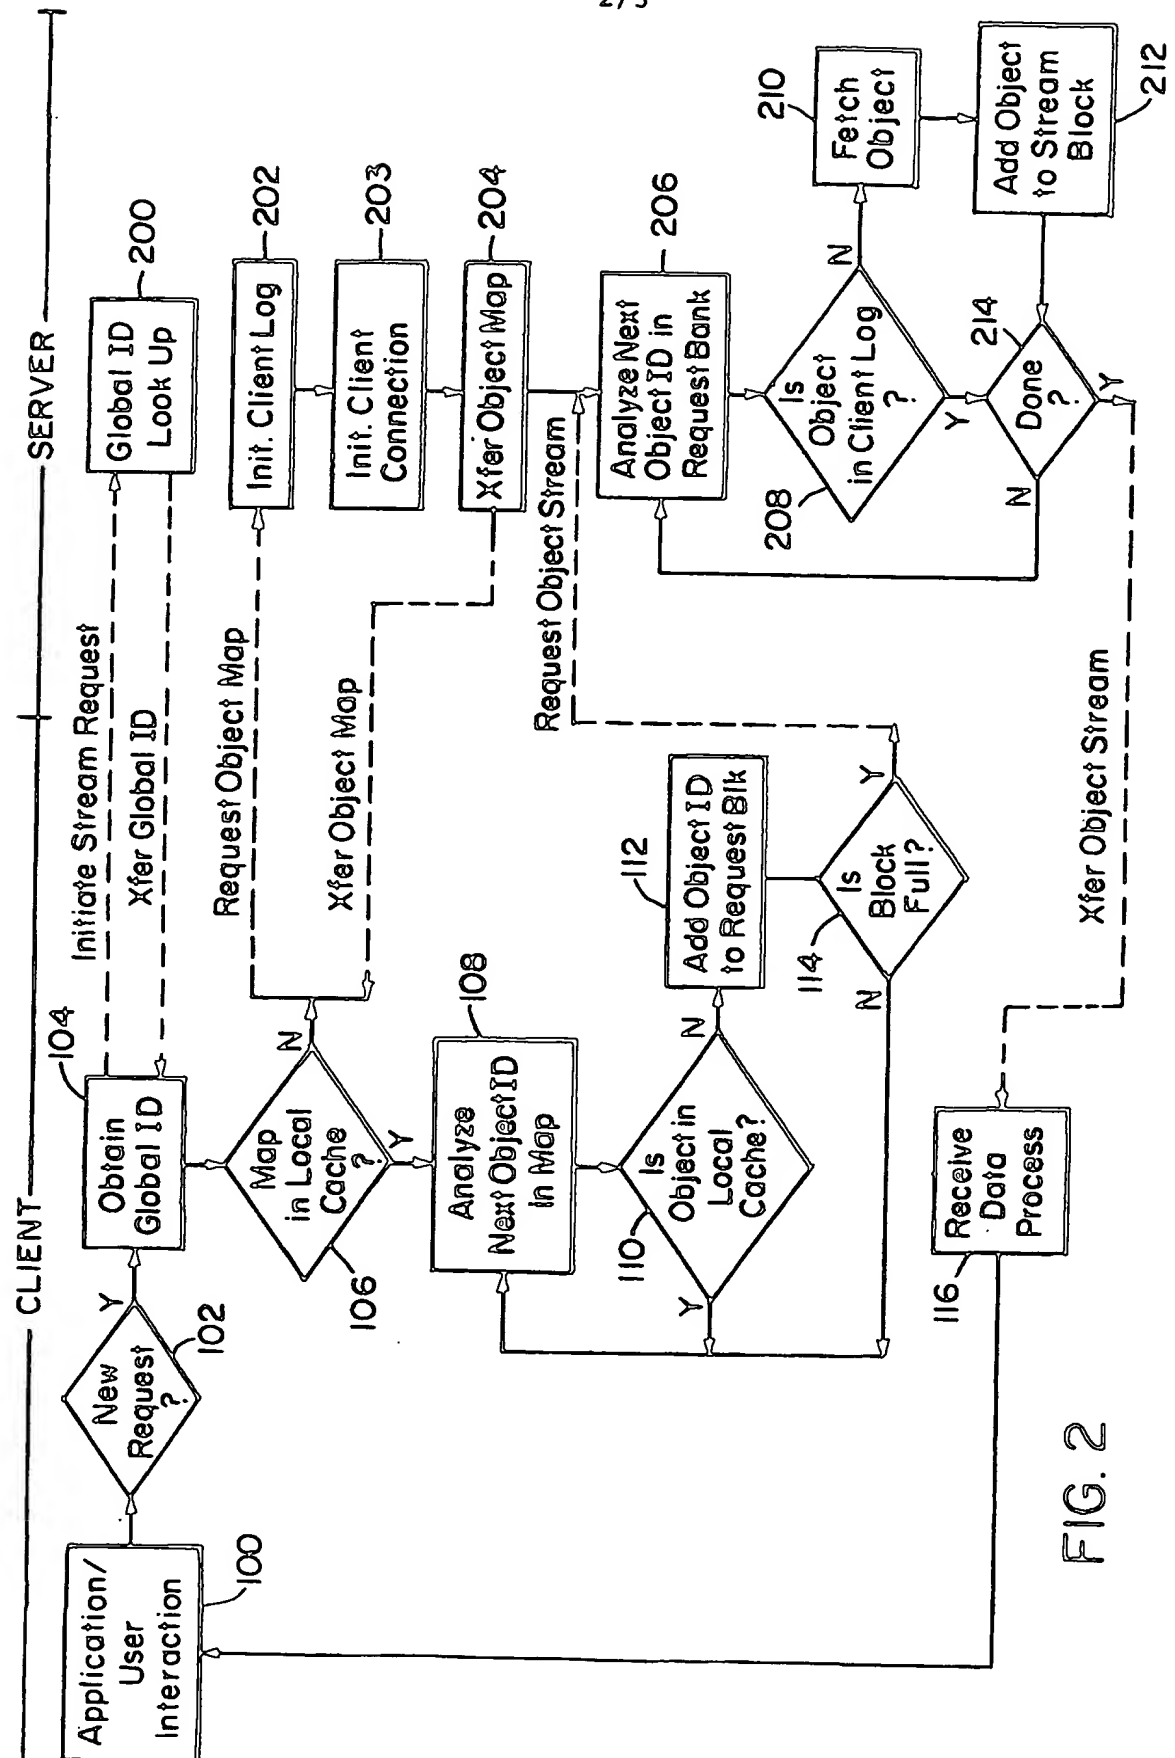 2/5
CLIENT
SERVER
Application/
User
Interaction
100
New
Request
?
102
Y
Obtain
Global ID
104
Initiate Stream Request
Xfer Global ID
Global ID
Look Up
200
Map
in Local
Cache
?
106
N
Y
Request Object Map
Xfer Object Map
Init. Client Log
202
Init. Client
Connection
203
Xfer Object Map
204
Analyze
Next Object ID
In Map
108
Is
Object in
Local
Cache?
110
Y
N
Add Object ID
to Request Blk
112
Is
Block
Full?
114
N
Y
Request Object Stream
Analyze Next
Object ID in
Request Bank
206
Is
Object
in Client Log
?
208
N
Y
Fetch
Object
210
Add Object
to Stream
Block
212
Done
?
214
N
Y
Xfer Object Stream
Receive
Data
Process
116
FIG. 2